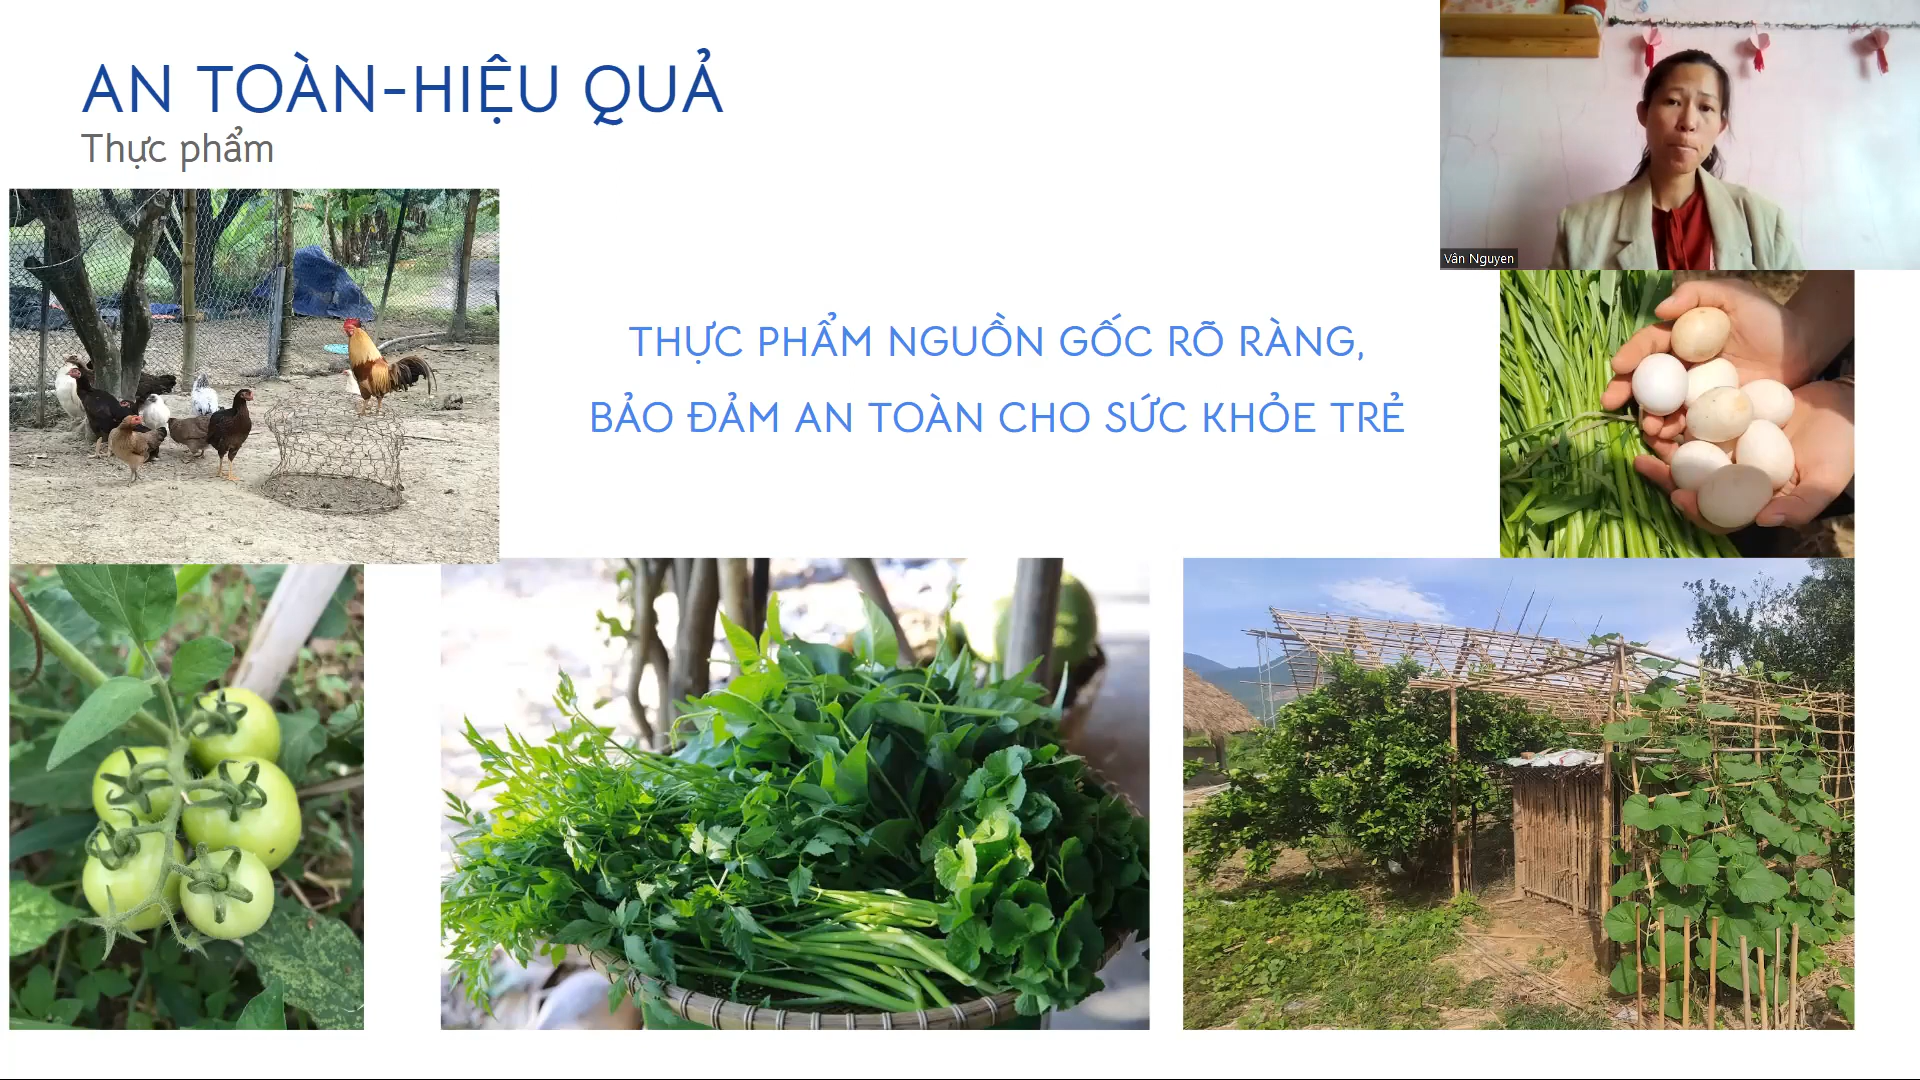 AN TOÀN-HIỆU QUẢ
Thực phẩm
THỰC PHẨM NGUỒN GỐC RÕ RÀNG,
BẢO ĐẢM AN TOÀN CHO SỨC KHỎE TRẺ
Vân Nguyen